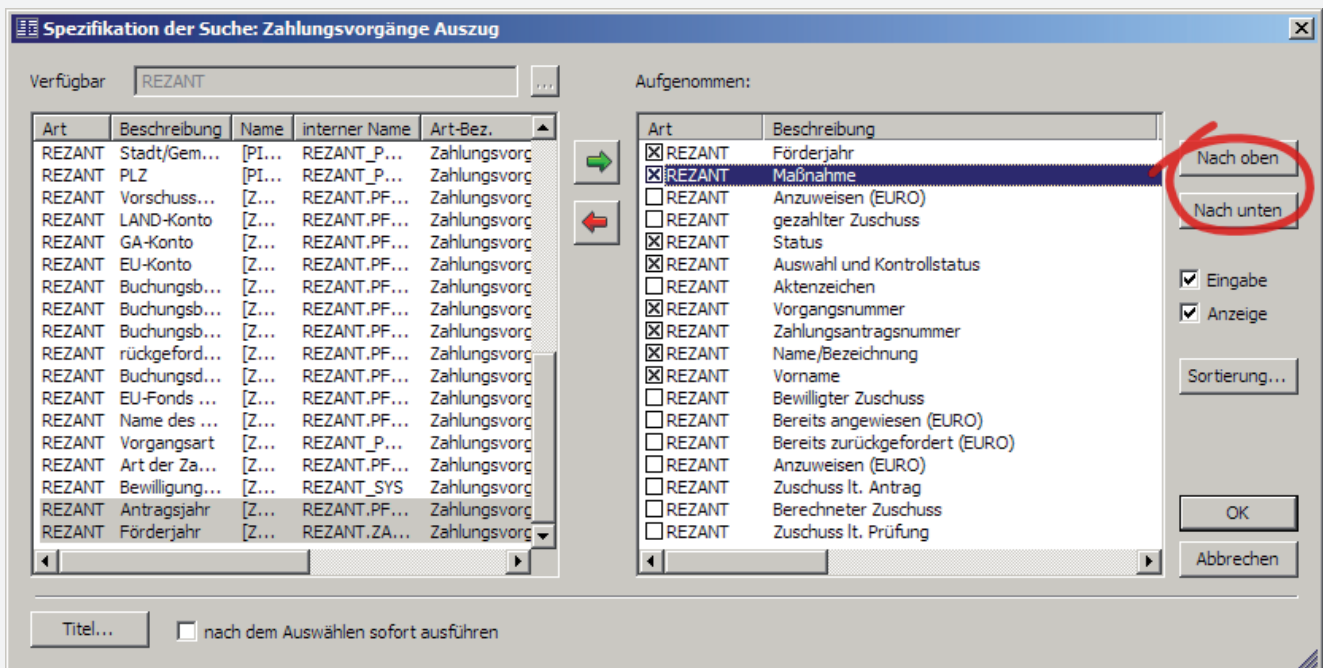 Spezifikation der Suche: Zahlungsvorgänge Auszug
Verfügbar REZANT ...
Art Beschreibung Name interner Name Art-Bez.
REZANT Stadt/Gem... [PI... REZANT_P... Zahlungsvorg
REZANT PLZ [PI... REZANT_P... Zahlungsvorg
REZANT Vorschuss... [Z... REZANT.PF... Zahlungsvorg
REZANT LAND-Konto [Z... REZANT.PF... Zahlungsvorg
REZANT GA-Konto [Z... REZANT.PF... Zahlungsvorg
REZANT EU-Konto [Z... REZANT.PF... Zahlungsvorg
REZANT Buchungsb... [Z... REZANT.PF... Zahlungsvorg
REZANT Buchungsb... [Z... REZANT.PF... Zahlungsvorg
REZANT Buchungsb... [Z... REZANT.PF... Zahlungsvorg
REZANT rückgeford... [Z... REZANT.PF... Zahlungsvorg
REZANT Buchungsd... [Z... REZANT.PF... Zahlungsvorg
REZANT EU-Fonds ... [Z... REZANT.PF... Zahlungsvorg
REZANT Name des ... [Z... REZANT.PF... Zahlungsvorg
REZANT Vorgangsart [Z... REZANT_P... Zahlungsvorg
REZANT Art der Za... [Z... REZANT.PF... Zahlungsvorg
REZANT Bewilligung... [Z... REZANT_SYS Zahlungsvorg
REZANT Antragsjahr [Z... REZANT.PF... Zahlungsvorg
REZANT Förderjahr [Z... REZANT.ZA... Zahlungsvorg
Aufgenommen:
Art Beschreibung
REZANT Förderjahr
REZANT Maßnahme
REZANT Anzuweisen (EURO)
REZANT gezahlter Zuschuss
REZANT Status
REZANT Auswahl und Kontrollstatus
REZANT Aktenzeichen
REZANT Vorgangsnummer
REZANT Zahlungsantragsnummer
REZANT Name/Bezeichnung
REZANT Vorname
REZANT Bewilligter Zuschuss
REZANT Bereits angewiesen (EURO)
REZANT Bereits zurückgefordert (EURO)
REZANT Anzuweisen (EURO)
REZANT Zuschuss lt. Antrag
REZANT Berechneter Zuschuss
REZANT Zuschuss lt. Prüfung
Nach oben
Nach unten
Eingabe
Anzeige
Sortierung...
OK
Abbrechen
Titel... nach dem Auswählen sofort ausführen